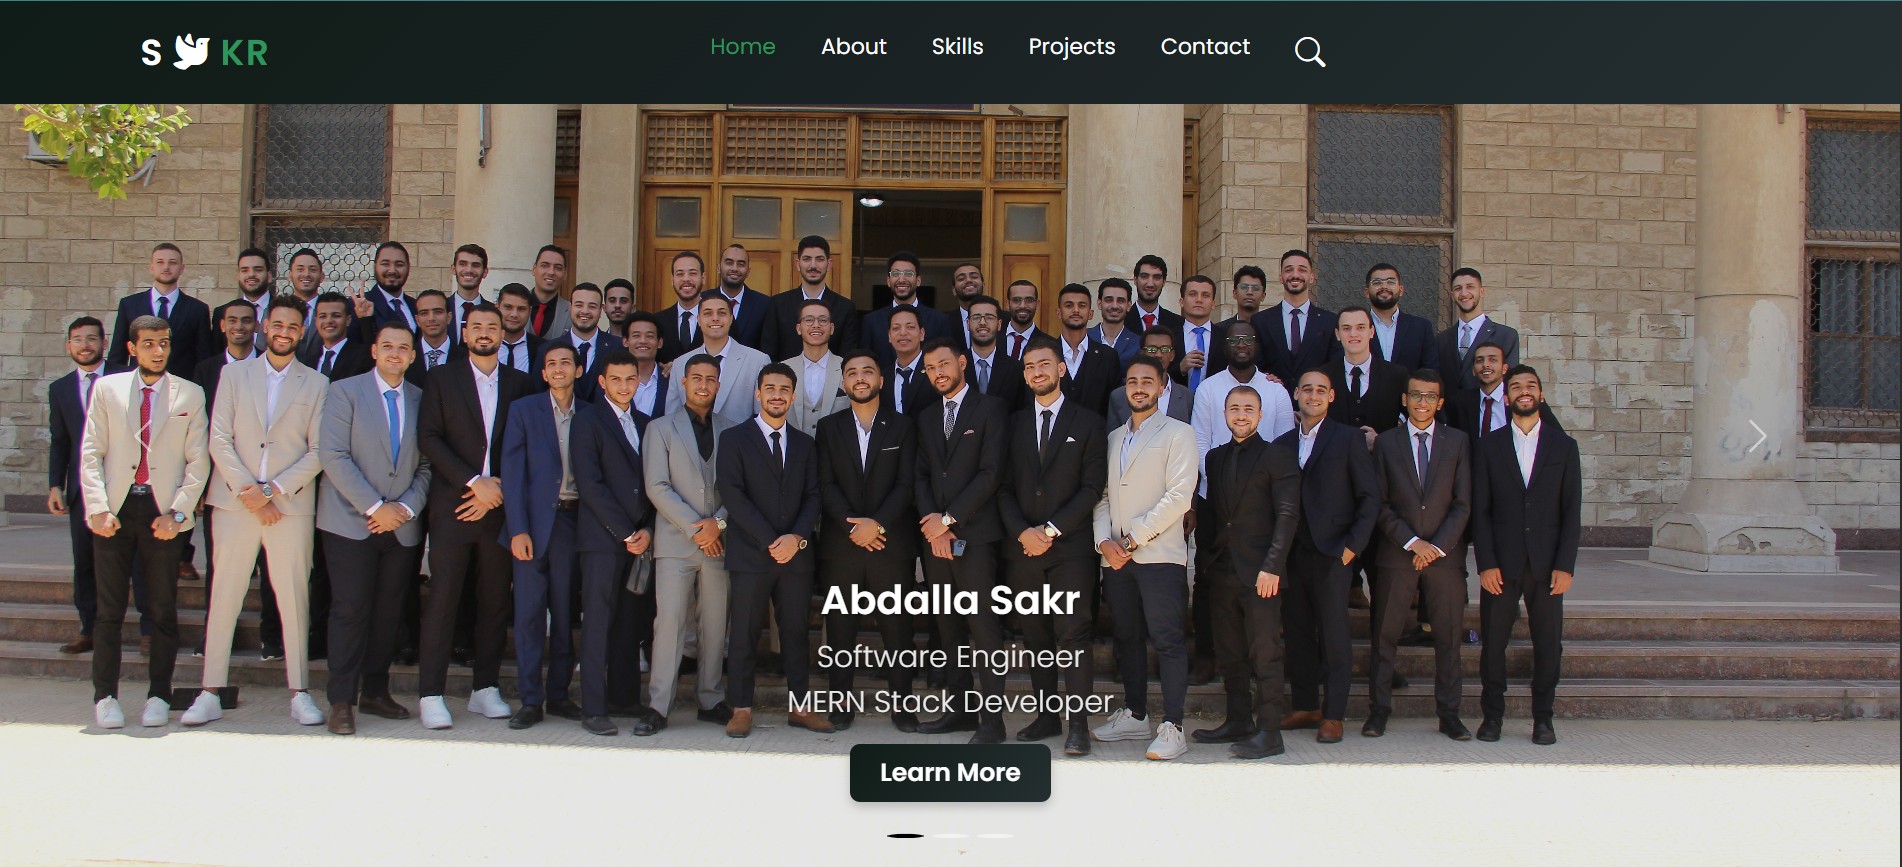 S KR
Home About Skills Projects Contact
Abdalla Sakr
Software Engineer
MERN Stack Developer
Learn More